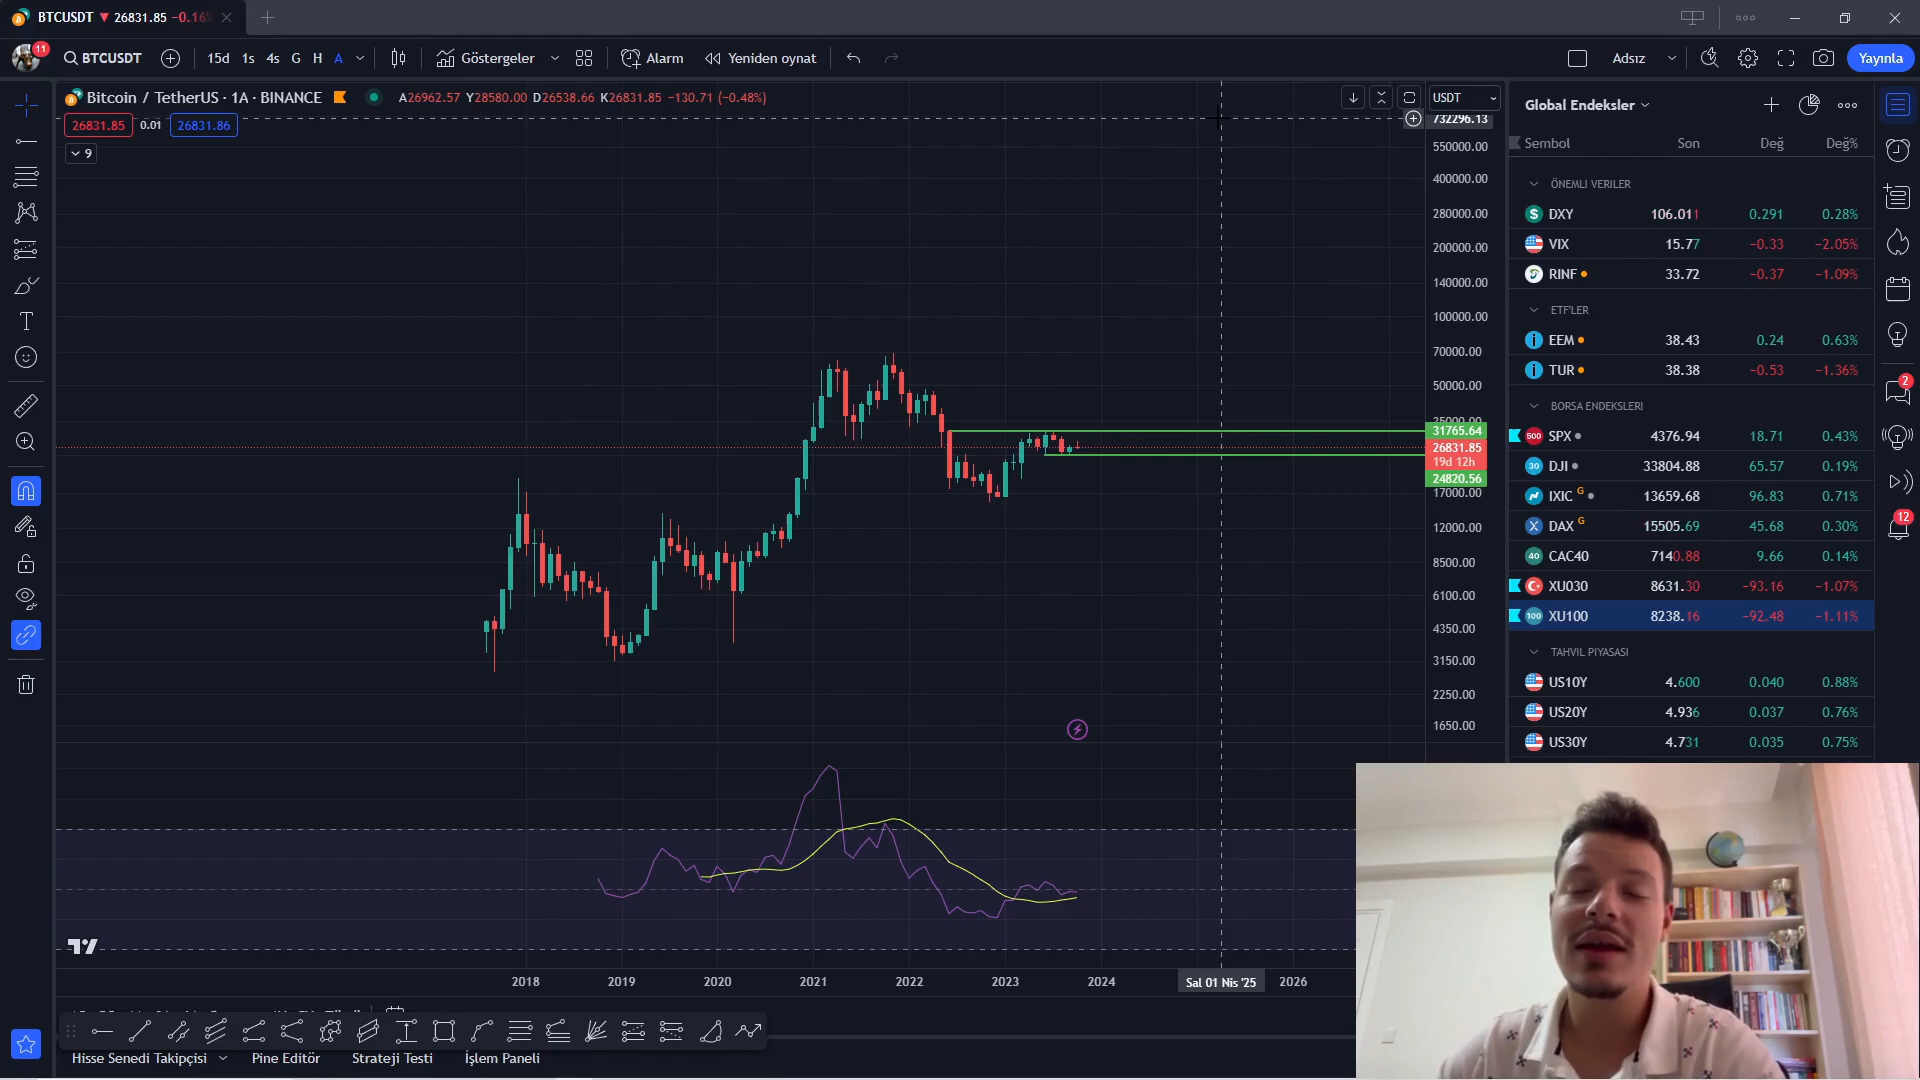 BTCUSDT ▼ 26831.85 −0.16
11
BTCUSDT
15d 1s 4s G H A
Göstergeler
Alarm
Yeniden oynat
Adsız
Yayınla
Bitcoin / TetherUS · 1A · BINANCE
A26962.57 Y28580.00 D26538.66 K26831.85 −130.71 (−0.48%)
26831.85 0.01 26831.86
9
USDT
732296.13
550000.00
400000.00
280000.00
200000.00
140000.00
100000.00
70000.00
50000.00
35000.00
31765.64
26831.85
19d 12h
24820.56
17000.00
12000.00
8500.00
6100.00
4350.00
3150.00
2250.00
1650.00
2018 2019 2020 2021 2022 2023 2024 Sal 01 Nis '25 2026
Hisse Senedi Takipçisi Pine Editör Strateji Testi İşlem Paneli
Global Endeksler
Sembol Son Değ Değ%
ÖNEMLI VERILER
DXY 106.011 0.291 0.28%
VIX 15.77 −0.33 −2.05%
RINF 33.72 −0.37 −1.09%
ETF'LER
EEM 38.43 0.24 0.63%
TUR 38.38 −0.53 −1.36%
BORSA ENDEKSLERI
500 SPX 4376.94 18.71 0.43%
30 DJI 33804.88 65.57 0.19%
IXIC G 13659.68 96.83 0.71%
X DAX G 15505.69 45.68 0.30%
40 CAC40 7140.88 9.66 0.14%
XU030 8631.30 −93.16 −1.07%
100 XU100 8238.16 −92.48 −1.11%
TAHVIL PIYASASI
US10Y 4.600 0.040 0.88%
US20Y 4.936 0.037 0.76%
US30Y 4.731 0.035 0.75%
2
12